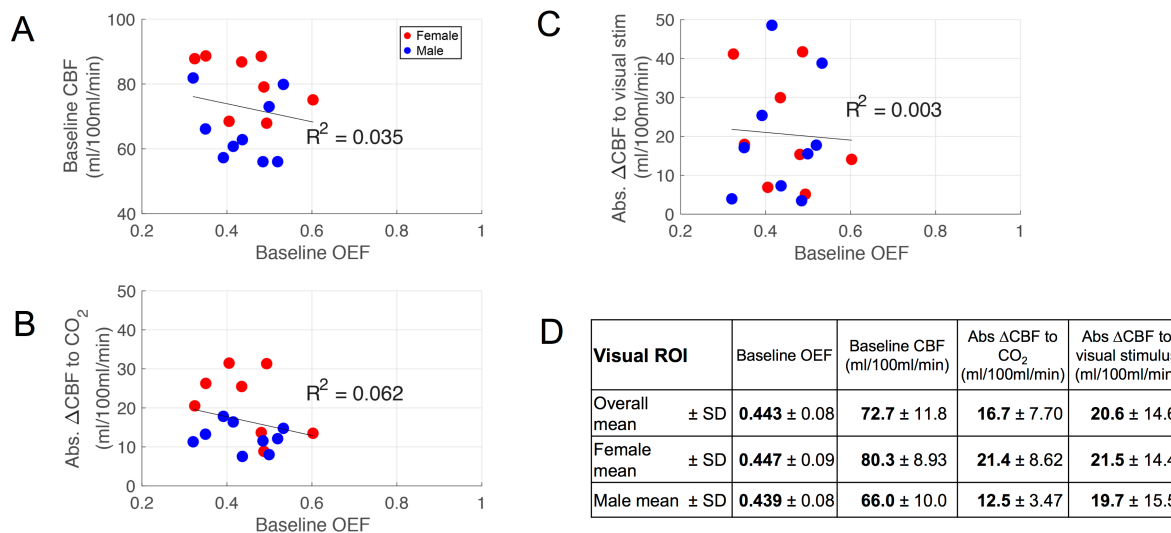 A
100
80
60
40
0.2
0.4
0.6
0.8
1
Baseline CBF
(ml/100ml/min)
Baseline OEF
Female
Male
R² = 0.035
C
50
40
30
20
10
0
0.2
0.4
0.6
0.8
1
Abs. ΔCBF to visual stim
(ml/100ml/min)
Baseline OEF
R² = 0.003
B
50
40
30
20
10
0
0.2
0.4
0.6
0.8
1
Abs. ΔCBF to CO₂
(ml/100ml/min)
Baseline OEF
R² = 0.062
D
Visual ROI
Baseline OEF
Baseline CBF
(ml/100ml/min)
Abs ΔCBF to
CO₂
(ml/100ml/min)
Abs ΔCBF to
visual stimulus
(ml/100ml/min
Overall
mean
± SD
0.443 ± 0.08
72.7 ± 11.8
16.7 ± 7.70
20.6 ± 14.6
Female
mean
± SD
0.447 ± 0.09
80.3 ± 8.93
21.4 ± 8.62
21.5 ± 14.4
Male mean ± SD
0.439 ± 0.08
66.0 ± 10.0
12.5 ± 3.47
19.7 ± 15.5